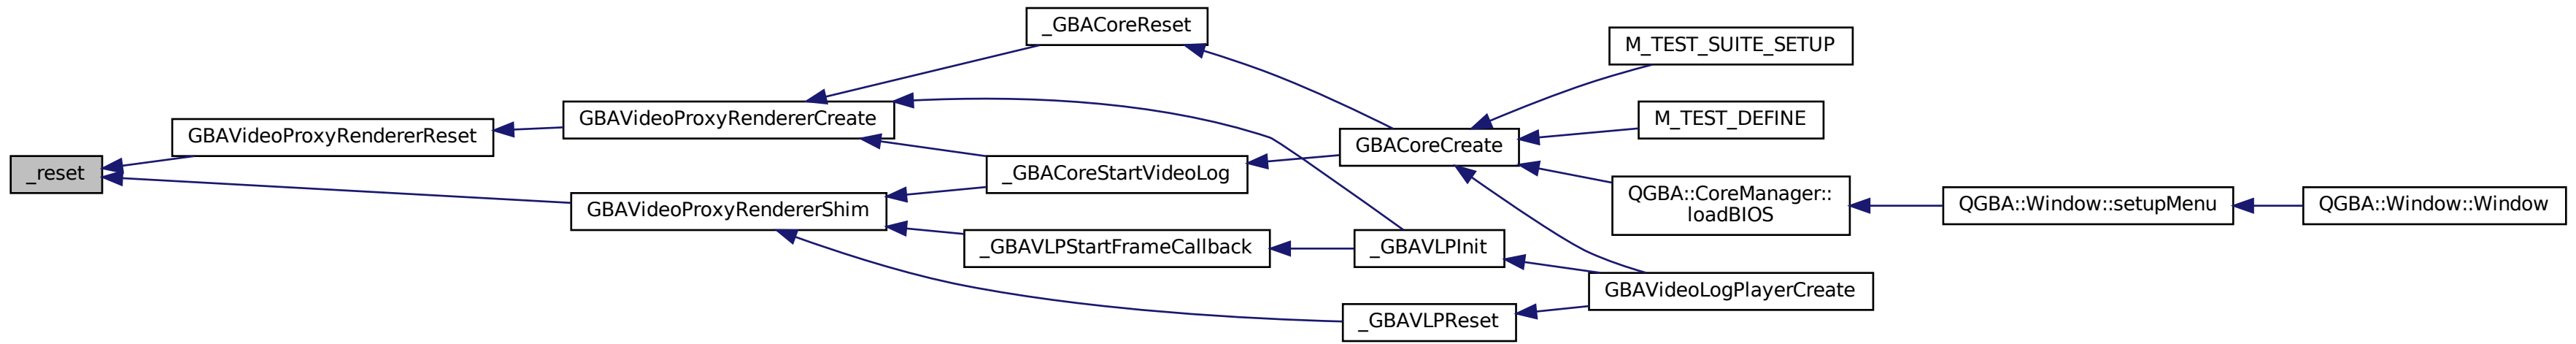 _reset
GBAVideoProxyRendererReset
GBAVideoProxyRendererCreate
GBAVideoProxyRendererShim
_GBACoreReset
_GBACoreStartVideoLog
_GBAVLPStartFrameCallback
GBACoreCreate
_GBAVLPInit
_GBAVLPReset
M_TEST_SUITE_SETUP
M_TEST_DEFINE
QGBA::CoreManager::
loadBIOS
GBAVideoLogPlayerCreate
QGBA::Window::setupMenu
QGBA::Window::Window